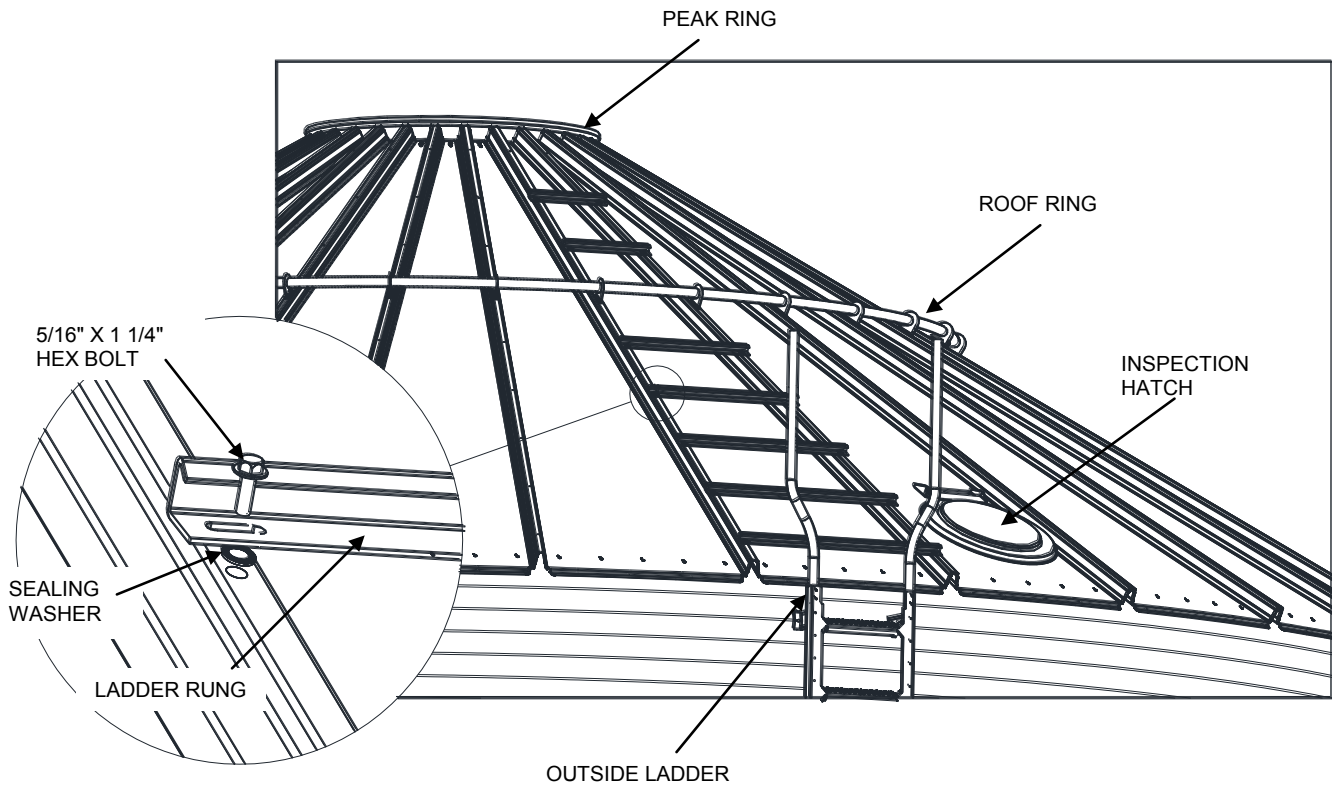 PEAK RING
ROOF RING
5/16" X 1 1/4"
HEX BOLT
INSPECTION
HATCH
SEALING
WASHER
LADDER RUNG
OUTSIDE LADDER